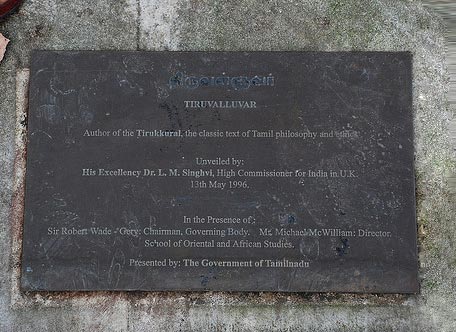 திருவள்ளுவர்
TIRUVALLUVAR
Author of the Tirukkural, the classic text of Tamil philosophy and ethics
Unveiled by:
His Excellency Dr. L. M. Singhvi, High Commissioner for India in U.K.
13th May 1996.
In the Presence of :
Sir Robert Wade - Gery: Chairman, Governing Body. Mr. Michael McWilliam: Director.
School of Oriental and African Studies.
Presented by: The Government of Tamilnadu